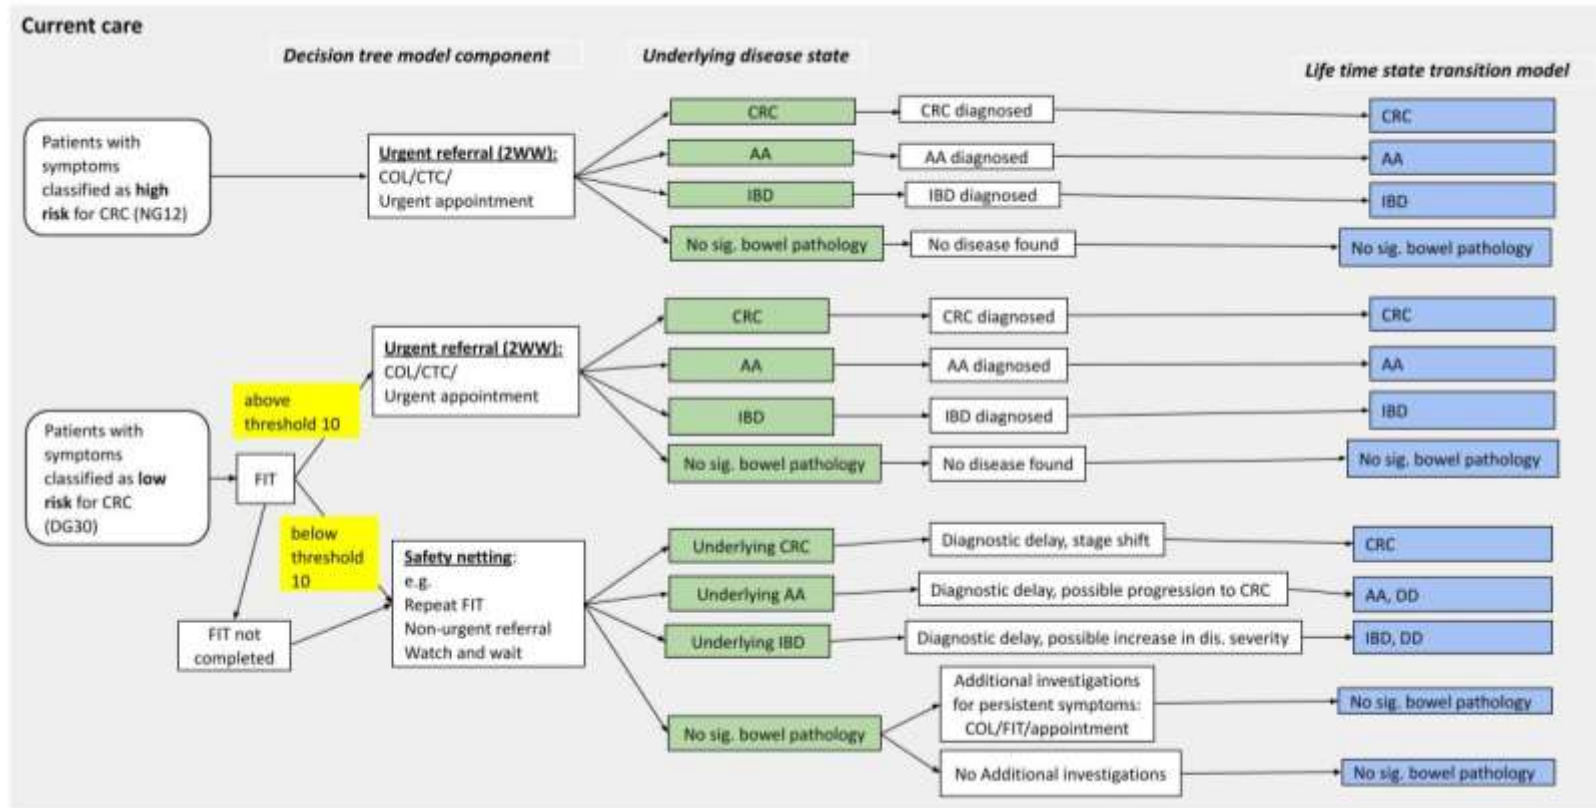 Current care
Decision tree model component
Underlying disease state
Life time state transition model
Patients with
symptoms
classified as high
risk for CRC (NG12)
Urgent referral (2WW):
COL/CTC/
Urgent appointment
CRC
CRC diagnosed
CRC
AA
AA diagnosed
AA
IBD
IBD diagnosed
IBD
No sig. bowel pathology
No disease found
No sig. bowel pathology
Patients with
symptoms
classified as low
risk for CRC
(DG30)
FIT
above
threshold 10
below
threshold
10
FIT not
completed
Urgent referral (2WW):
COL/CTC/
Urgent appointment
CRC
CRC diagnosed
CRC
AA
AA diagnosed
AA
IBD
IBD diagnosed
IBD
No sig. bowel pathology
No disease found
No sig. bowel pathology
Safety netting:
e.g.
Repeat FIT
Non-urgent referral
Watch and wait
Underlying CRC
Diagnostic delay, stage shift
CRC
Underlying AA
Diagnostic delay, possible progression to CRC
AA, DD
Underlying IBD
Diagnostic delay, possible increase in dis. severity
IBD, DD
No sig. bowel pathology
Additional investigations
for persistent symptoms:
COL/FIT/appointment
No sig. bowel pathology
No Additional investigations
No sig. bowel pathology